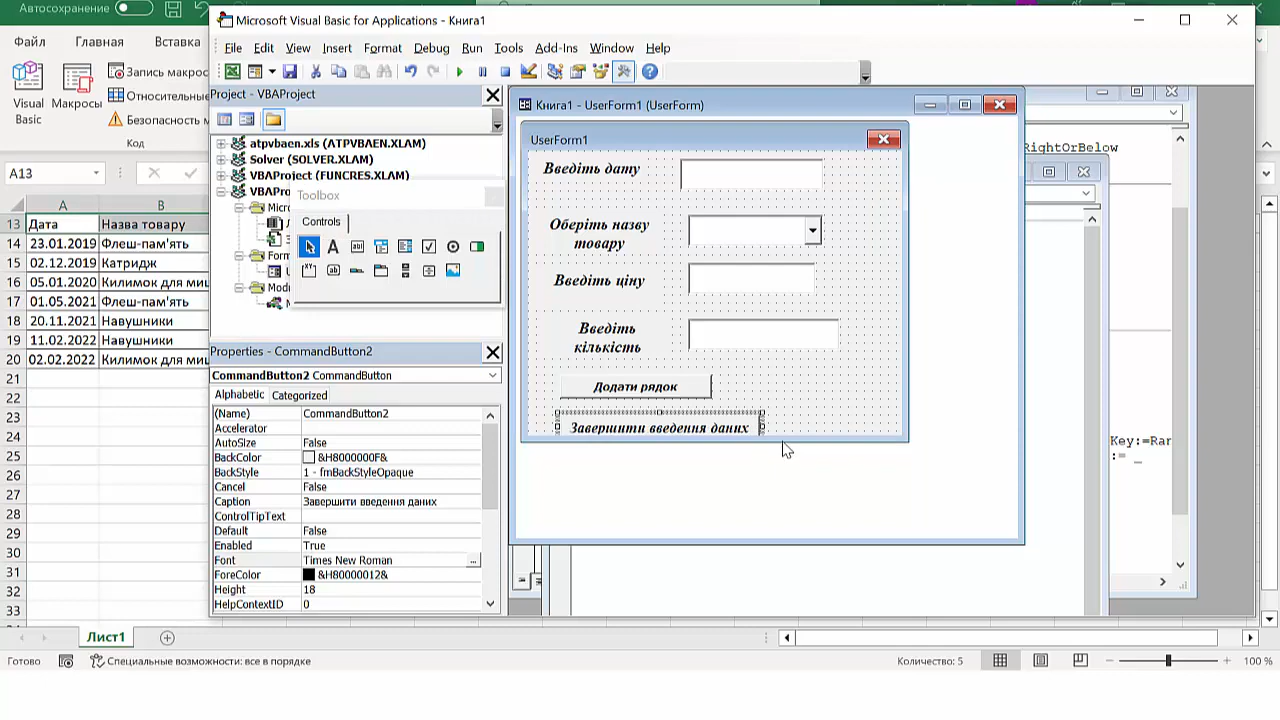 Автосохранение
Microsoft Visual Basic for Applications - Книга1
Файл Главная Вставка
File Edit View Insert Format Debug Run Tools Add-Ins Window Help
Visual Basic
Макросы
Запись макрос
Относительные
Безопасность м
Код
A13
Project - VBAProject
atpvbaen.xls (ATPVBAEN.XLAM)
Solver (SOLVER.XLAM)
VBAProject (FUNCRES.XLAM)
VBAPro
Micro
For
Mod
Toolbox
Controls
A B
13 Дата Назва товару
14 23.01.2019 Флеш-пам'ять
15 02.12.2019 Катридж
16 05.01.2020 Килимок для миш
17 01.05.2021 Флеш-пам'ять
18 20.11.2021 Навушники
19 11.02.2022 Навушники
20 02.02.2022 Килимок для миш
21
22
23
24
25
26
27
28
29
30
31
32
33
Properties - CommandButton2
CommandButton2 CommandButton
Alphabetic Categorized
(Name) CommandButton2
Accelerator
AutoSize False
BackColor &H8000000F&
BackStyle 1 - fmBackStyleOpaque
Cancel False
Caption Завершити введення даних
ControlTipText
Default False
Enabled True
Font Times New Roman ...
ForeColor &H80000012&
Height 18
HelpContextID 0
Книга1 - UserForm1 (UserForm)
UserForm1
Введіть дату
Оберіть назву
товару
Введіть ціну
Введіть
кількість
Додати рядок
Завершити введення даних
RightOrBelow
Key:=Ran
:= _
Лист1
Готово Специальные возможности: все в порядке Количество: 5 100 %